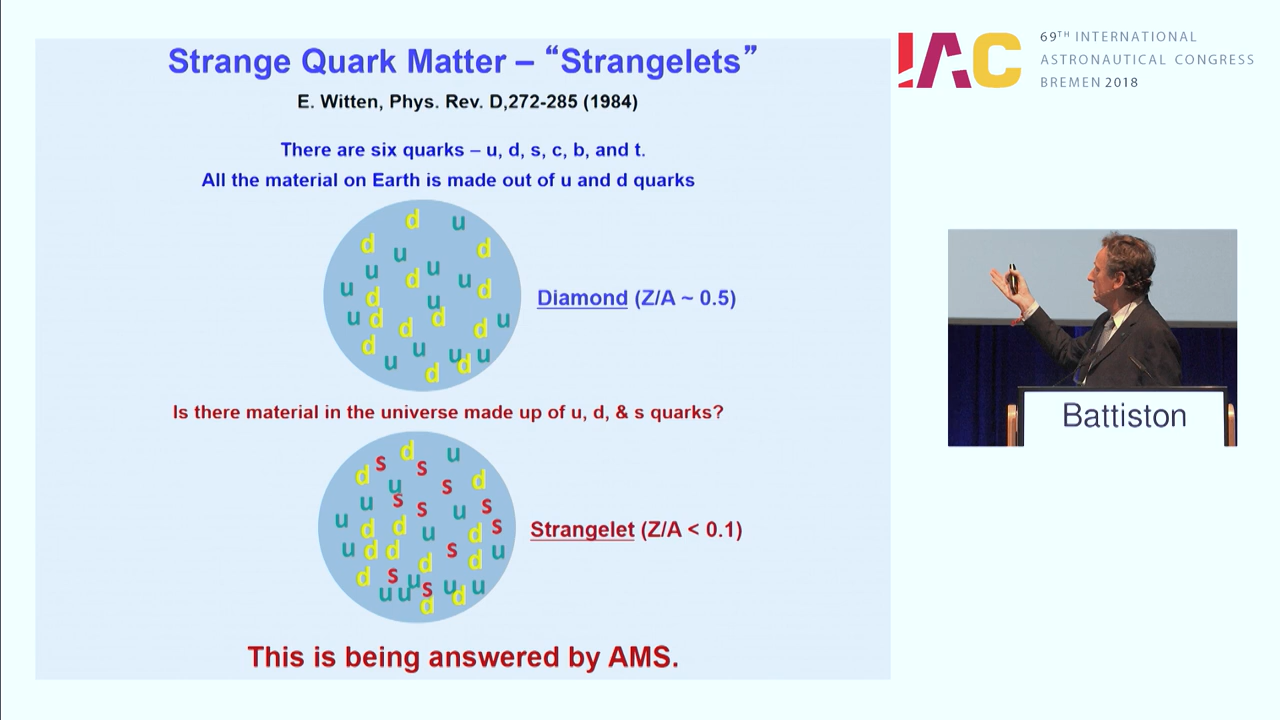 Strange Quark Matter – “Strangelets”
E. Witten, Phys. Rev. D,272-285 (1984)
There are six quarks – u, d, s, c, b, and t.
All the material on Earth is made out of u and d quarks
d u
d u d
u u
u d u d
d u
u d d u
d d
d u u u
u d d
Diamond (Z/A ~ 0.5)
Is there material in the universe made up of u, d, & s quarks?
d u
s s
d d
u s
u s s u s
u d d u d s
u d d s u
d d
d s u u u
u u s d
d
Strangelet (Z/A < 0.1)
This is being answered by AMS.
IAC
69TH INTERNATIONAL
ASTRONAUTICAL CONGRESS
BREMEN 2018
Battiston